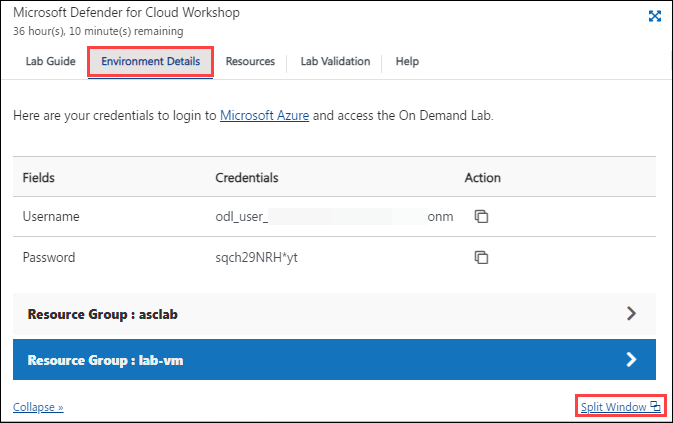 Microsoft Defender for Cloud Workshop
36 hour(s), 10 minute(s) remaining
Lab Guide Environment Details Resources Lab Validation Help
Here are your credentials to login to Microsoft Azure and access the On Demand Lab.
Fields Credentials Action
Username odl_user_ onm
Password sqch29NRH*yt
Resource Group : asclab
Resource Group : lab-vm
Collapse » Split Window